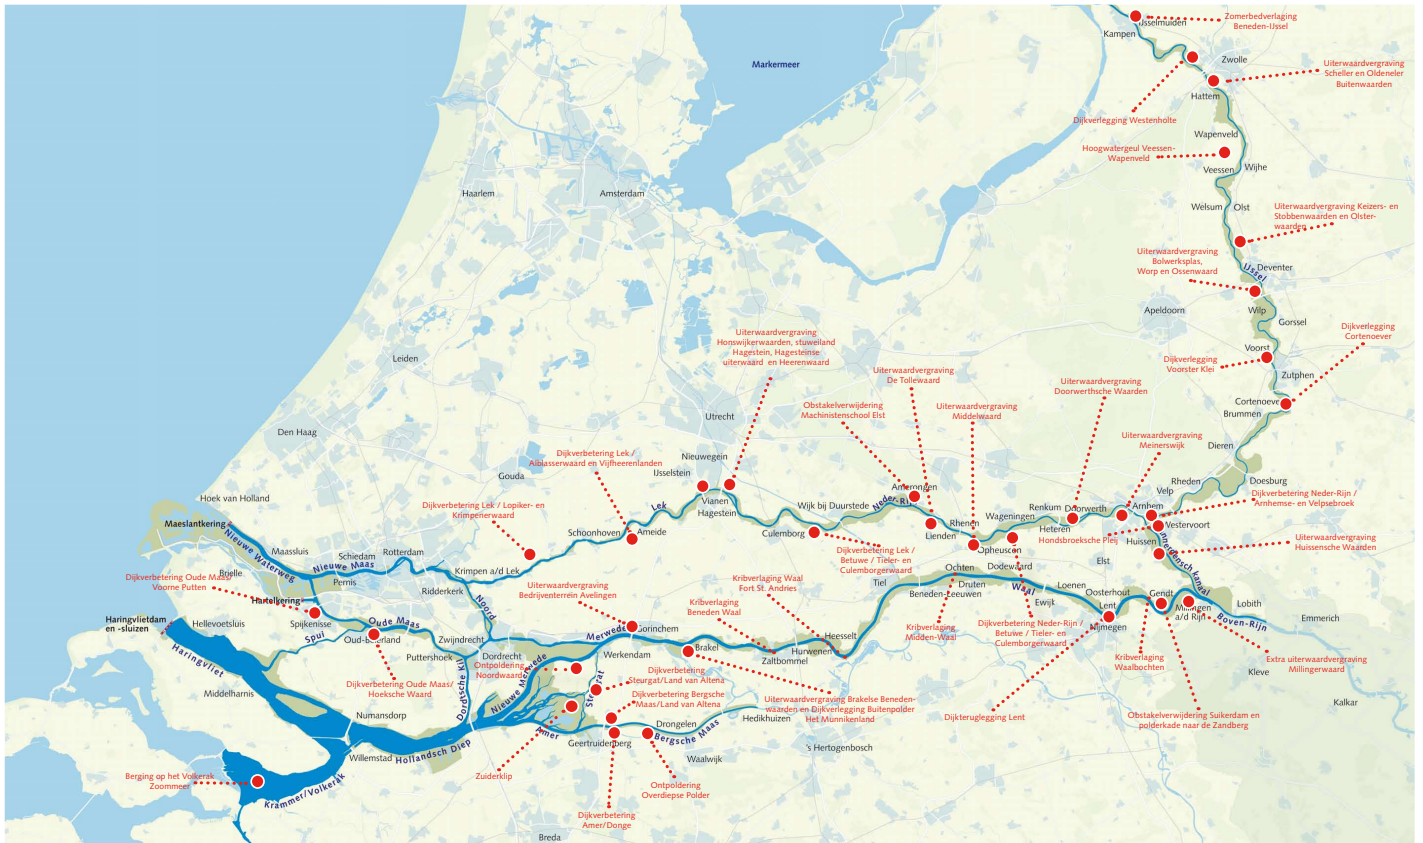 Zomerbedverlaging
Beneden-IJssel
IJsselmuiden
Kampen
Zwolle
Markermeer
Uiterwaardvergraving
Scheller en Oldeneler
Buitenwaarden
Hattem
Dijkverlegging Westenholte
Wapenveld
Hoogwatergeul Veessen-
Wapenveld
Veessen
Wijhe
Haarlem
Amsterdam
Welsum
Olst
Uiterwaardvergraving Keizers- en
Stobbenwaarden en Olster-
waarden
Uiterwaardvergraving
Bolwerksplas,
Worp en Ossenwaard
IJssel
Deventer
Apeldoorn
Wilp
Gorssel
Dijkverlegging
Cortenoever
Uiterwaardvergraving
Honswijkerwaarden, stuweiland
Hagestein, Hagesteinse
uiterwaard en Heerenwaard
Leiden
Voorst
Dijkverlegging
Voorster Klei
Zutphen
Uiterwaardvergraving
De Tollewaard
Uiterwaardvergraving
Doorwerthsche Waarden
Cortenoever
Brummen
Obstakelverwijdering
Machinistenschool Elst
Uiterwaardvergraving
Middelwaard
Utrecht
Den Haag
Uiterwaardvergraving
Meinerswijk
Dieren
Dijkverbetering Lek /
Alblasserwaard en Vijfheerenlanden
Nieuwegein
IJsselstein
Gouda
Rheden
Doesburg
Velp
Amerongen
Neder-Rijn
Dijkverbetering Neder-Rijn /
Arnhemse- en Velpsebroek
Hoek van Holland
Vianen
Hagestein
Lek
Wijk bij Duurstede
Renkum
Doorwerth
Arnhem
Dijkverbetering Lek / Lopiker- en
Krimpenerwaard
Wageningen
Maeslantkering
Rhenen
Lienden
Heteren
Westervoort
Schoonhoven
Ameide
Culemborg
Hondsbroeksche Pleij
Huissen
Uiterwaardvergraving
Huissensche Waarden
Nieuwe Waterweg
Maassluis
Schiedam
Rotterdam
Nieuwe Maas
Opheusden
Pannerdensch Kanaal
Dijkverbetering Lek /
Betuwe / Tieler- en
Culemborgerwaard
Elst
Brielle
Pernis
Krimpen a/d Lek
Dodewaard
Ochten
Dijkverbetering Oude Maas/
Voorne Putten
Uiterwaardvergraving
Bedrijventerrein Avelingen
Kribverlaging Waal
Fort St. Andries
Tiel
Druten
Waal
Loenen
Oosterhout
Gendt
Ridderkerk
Beneden-Leeuwen
Ewijk
Hartelkering
Noord
Kribverlaging
Beneden Waal
Lent
Millingen
a/d Rijn
Lobith
Haringvlietdam
en -sluizen
Hellevoetsluis
Spijkenisse
Oude Maas
Boven-Rijn
Emmerich
Nijmegen
Spui
Oud-Beierland
Zwijndrecht
Merwede
Gorinchem
Heesselt
Kribverlaging
Midden-Waal
Dijkverbetering Neder-Rijn /
Betuwe / Tieler- en
Culemborgerwaard
Haringvliet
Puttershoek
Dordrecht
Werkendam
Brakel
Hurwenen
Zaltbommel
Kribverlaging
Waalbochten
Extra uiterwaardvergraving
Millingerwaard
Ontpoldering
Noordwaard
Kleve
Dordtsche Kil
Nieuwe Merwede
Dijkverbetering
Steurgat/Land van Altena
Dijkverbetering Oude Maas/
Hoeksche Waard
Middelharnis
Steurgat
Dijkverbetering Bergsche
Maas/Land van Altena
Uiterwaardvergraving Brakelse Beneden-
waarden en Dijkverlegging Buitenpolder
Het Munnikenland
Kalkar
Numansdorp
Drongelen
Hedikhuizen
Dijkteruglegging Lent
Obstakelverwijdering Suikerdam en
polderkade naar de Zandberg
Amer
Geertruidenberg
Bergsche Maas
's Hertogenbosch
Willemstad
Hollandsch Diep
Waalwijk
Berging op het Volkerak
Zoommeer
Zuiderklip
Krammer/Volkerak
Ontpoldering
Overdiepse Polder
Dijkverbetering
Amer/Donge
Breda